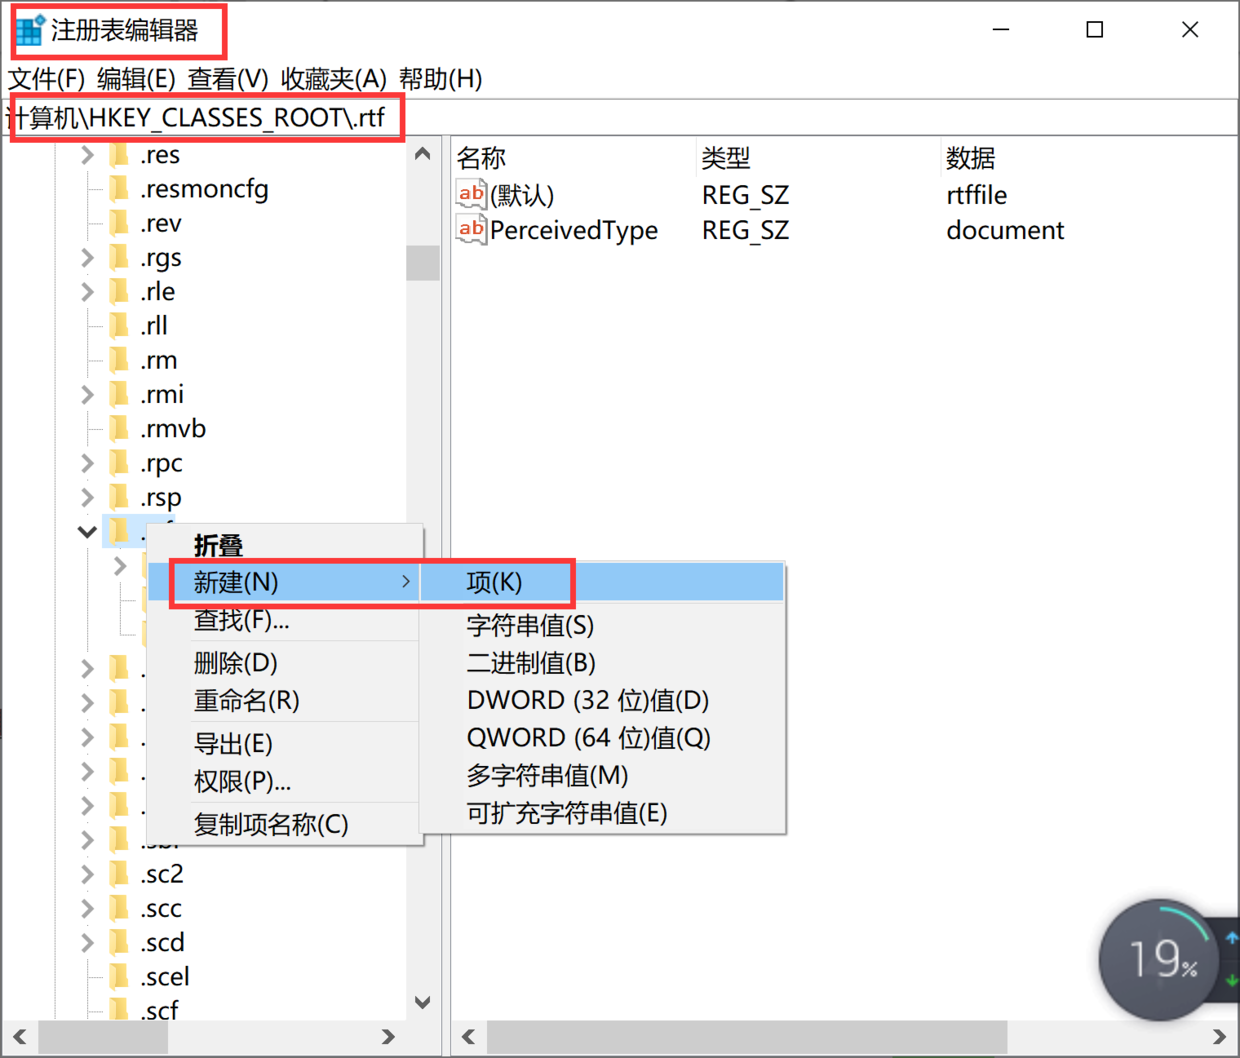 注册表编辑器
文件(F) 编辑(E) 查看(V) 收藏夹(A) 帮助(H)
计算机\HKEY_CLASSES_ROOT\.rtf
.res
.resmoncfg
.rev
.rgs
.rle
.rll
.rm
.rmi
.rmvb
.rpc
.rsp
名称 类型 数据
ab (默认) REG_SZ rtffile
ab PerceivedType REG_SZ document
折叠
新建(N)
查找(F)...
删除(D)
重命名(R)
导出(E)
权限(P)...
复制项名称(C)
项(K)
字符串值(S)
二进制值(B)
DWORD (32 位)值(D)
QWORD (64 位)值(Q)
多字符串值(M)
可扩充字符串值(E)
.sc2
.scc
.scd
.scel
.scf
19%